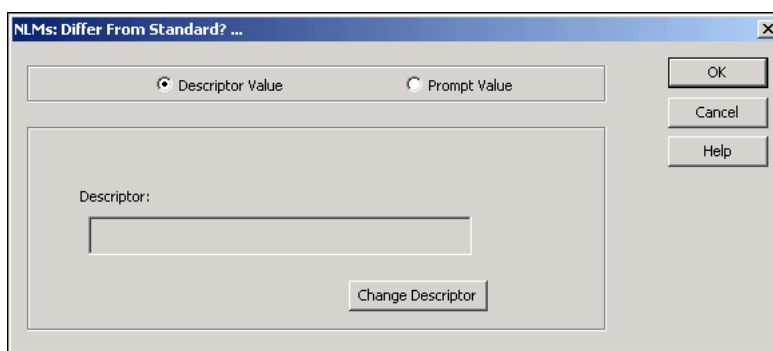 NLMs: Differ From Standard? ...
Descriptor Value
Prompt Value
OK
Cancel
Help
Descriptor:
Change Descriptor